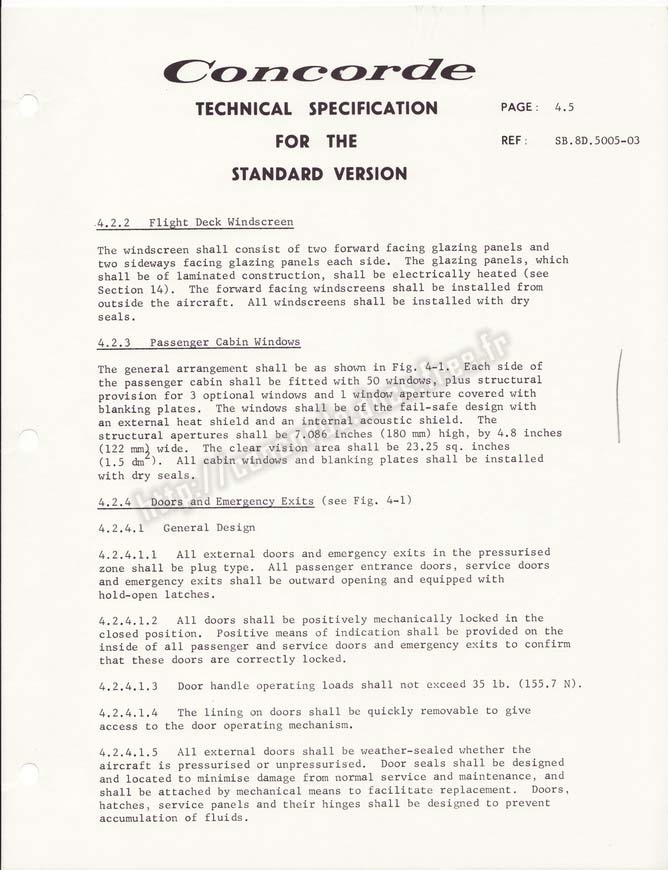 Concorde
TECHNICAL SPECIFICATION
FOR THE
STANDARD VERSION
PAGE: 4.5
REF: SB.8D.5005-03
4.2.2 Flight Deck Windscreen
The windscreen shall consist of two forward facing glazing panels and
two sideways facing glazing panels each side. The glazing panels, which
shall be of laminated construction, shall be electrically heated (see
Section 14). The forward facing windscreens shall be installed from
outside the aircraft. All windscreens shall be installed with dry
seals.
4.2.3 Passenger Cabin Windows
The general arrangement shall be as shown in Fig. 4-1. Each side of
the passenger cabin shall be fitted with 50 windows, plus structural
provision for 3 optional windows and 1 window aperture covered with
blanking plates. The windows shall be of the fail-safe design with
an external heat shield and an internal acoustic shield. The
structural apertures shall be 7.086 inches (180 mm) high, by 4.8 inches
(122 mm) wide. The clear vision area shall be 23.25 sq. inches
(1.5 dm²). All cabin windows and blanking plates shall be installed
with dry seals.
4.2.4 Doors and Emergency Exits (see Fig. 4-1)
4.2.4.1 General Design
4.2.4.1.1 All external doors and emergency exits in the pressurised
zone shall be plug type. All passenger entrance doors, service doors
and emergency exits shall be outward opening and equipped with
hold-open latches.
4.2.4.1.2 All doors shall be positively mechanically locked in the
closed position. Positive means of indication shall be provided on the
inside of all passenger and service doors and emergency exits to confirm
that these doors are correctly locked.
4.2.4.1.3 Door handle operating loads shall not exceed 35 lb. (155.7 N).
4.2.4.1.4 The lining on doors shall be quickly removable to give
access to the door operating mechanism.
4.2.4.1.5 All external doors shall be weather-sealed whether the
aircraft is pressurised or unpressurised. Door seals shall be designed
and located to minimise damage from normal service and maintenance, and
shall be attached by mechanical means to facilitate replacement. Doors,
hatches, service panels and their hinges shall be designed to prevent
accumulation of fluids.